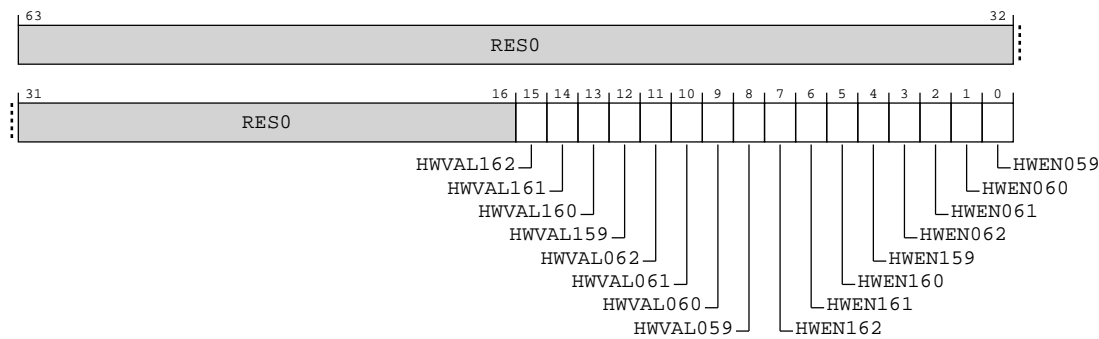 63 32
RES0
31 16 15 14 13 12 11 10 9 8 7 6 5 4 3 2 1 0
RES0
HWVAL162 HWEN059
HWVAL161 HWEN060
HWVAL160 HWEN061
HWVAL159 HWEN062
HWVAL062 HWEN159
HWVAL061 HWEN160
HWVAL060 HWEN161
HWVAL059 HWEN162